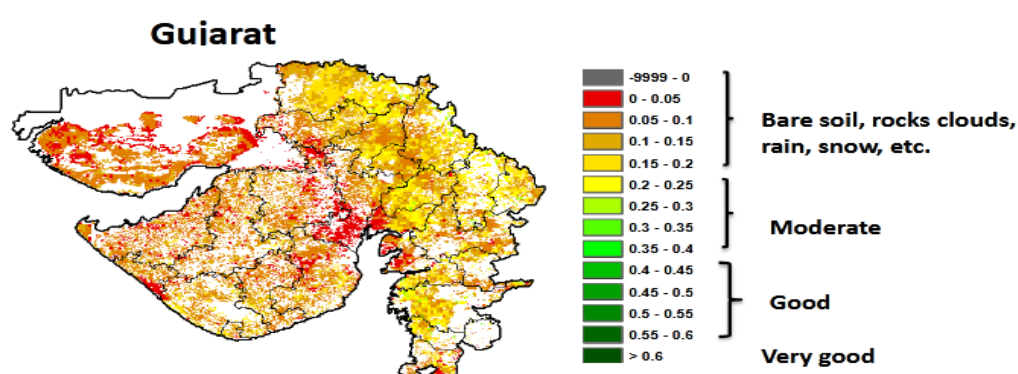 Gujarat
-9999 - 0
0 - 0.05
0.05 - 0.1
0.1 - 0.15
0.15 - 0.2
0.2 - 0.25
0.25 - 0.3
0.3 - 0.35
0.35 - 0.4
0.4 - 0.45
0.45 - 0.5
0.5 - 0.55
0.55 - 0.6
> 0.6
Bare soil, rocks clouds,
rain, snow, etc.
Moderate
Good
Very good